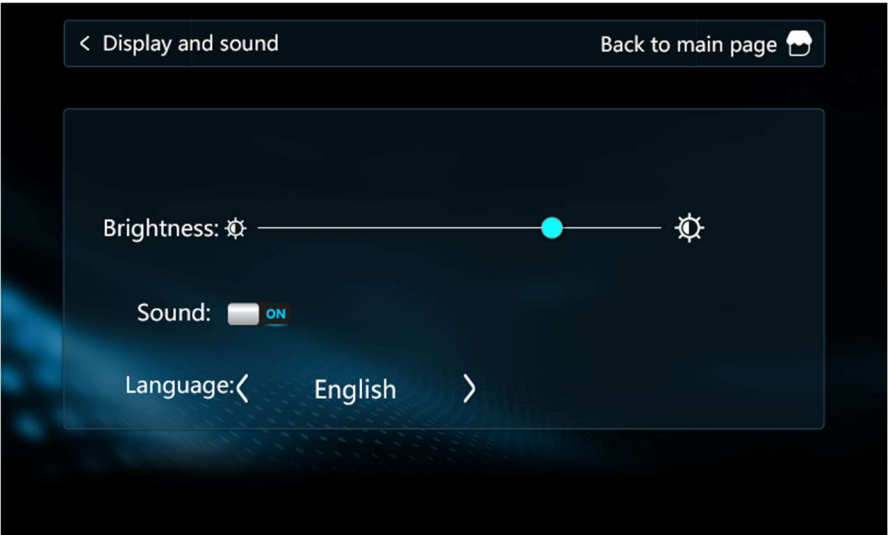 < Display and sound
Back to main page
Brightness:
Sound: ON
Language: < English >